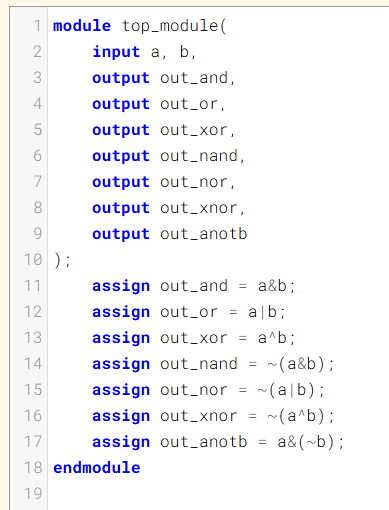 1 module top_module(
2     input a, b,
3     output out_and,
4     output out_or,
5     output out_xor,
6     output out_nand,
7     output out_nor,
8     output out_xnor,
9     output out_anotb
10 );
11     assign out_and = a&b;
12     assign out_or = a|b;
13     assign out_xor = a^b;
14     assign out_nand = ~(a&b);
15     assign out_nor = ~(a|b);
16     assign out_xnor = ~(a^b);
17     assign out_anotb = a&(~b);
18 endmodule
19